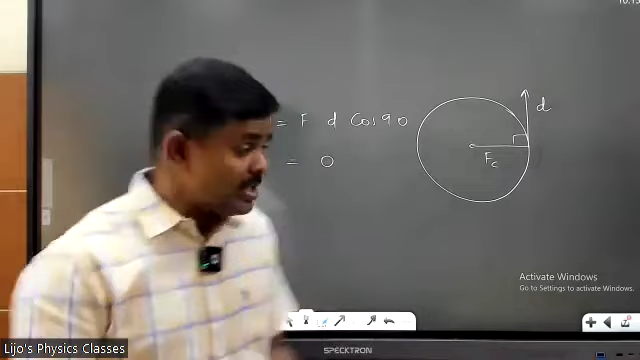 = F d Cos 90
= 0
d
Fc
Activate Windows
Go to Settings to activate Windows.
Lijo's Physics Classes
SPECKTRON